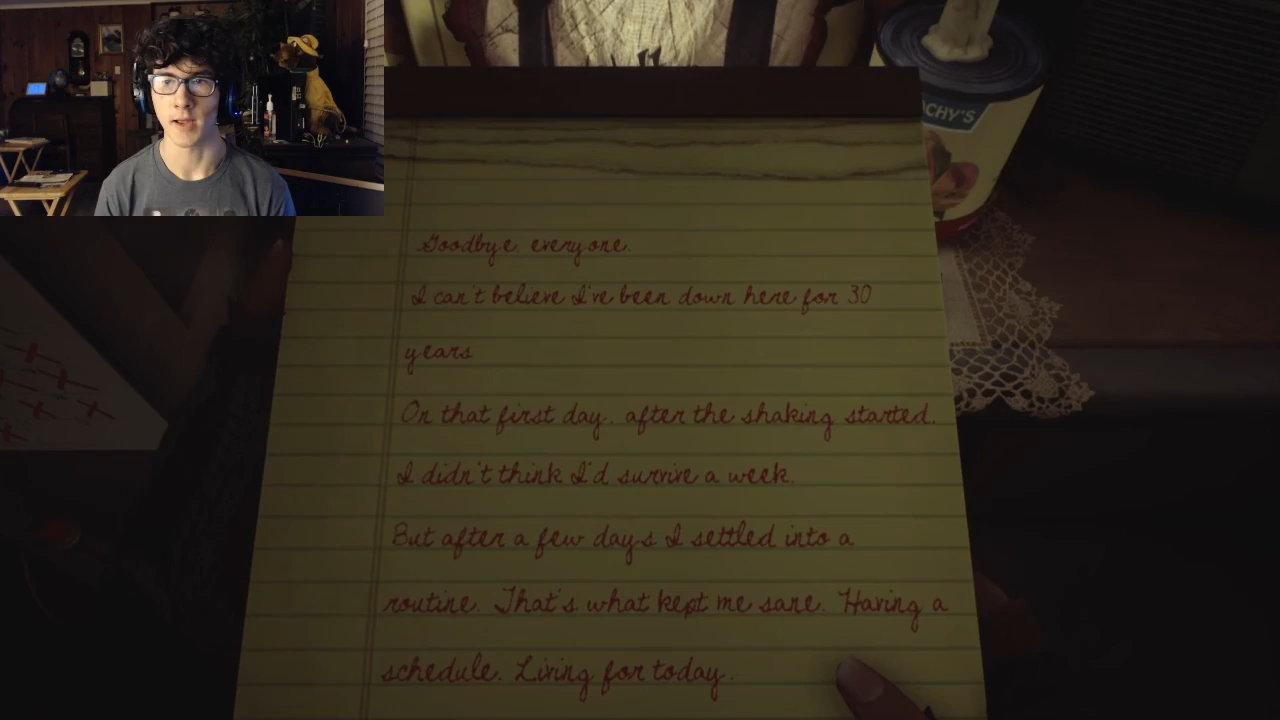 CHY'S
Goodbye, everyone.
I can't believe I've been down here for 30
years
On that first day, after the shaking started,
I didn't think I'd survive a week.
But after a few days I settled into a
routine. That's what kept me sane. Having a
schedule. Living for today.